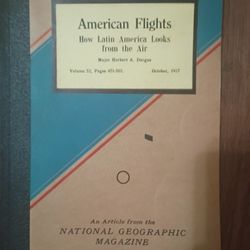 American Flights
How Latin America Looks
from the Air
Major Herbert A. Dargue
Volume 52, Pages 451-502. October, 1927
An Article from the
NATIONAL GEOGRAPHIC
MAGAZINE